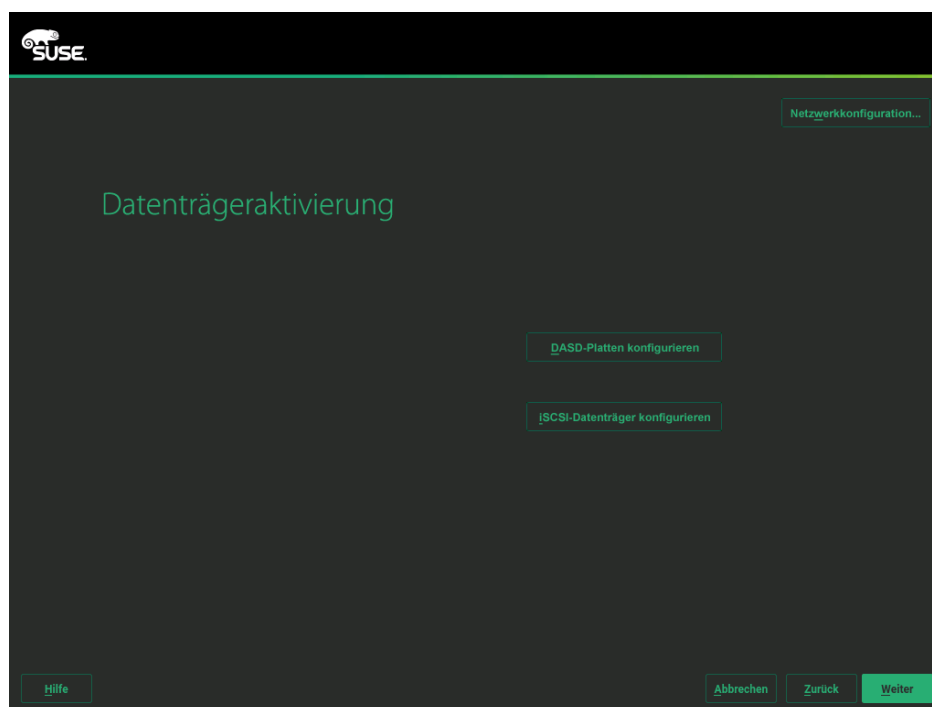 SUSE.
Netzwerkkonfiguration...
Datenträgeraktivierung
DASD-Platten konfigurieren
iSCSI-Datenträger konfigurieren
Hilfe
Abbrechen
Zurück
Weiter